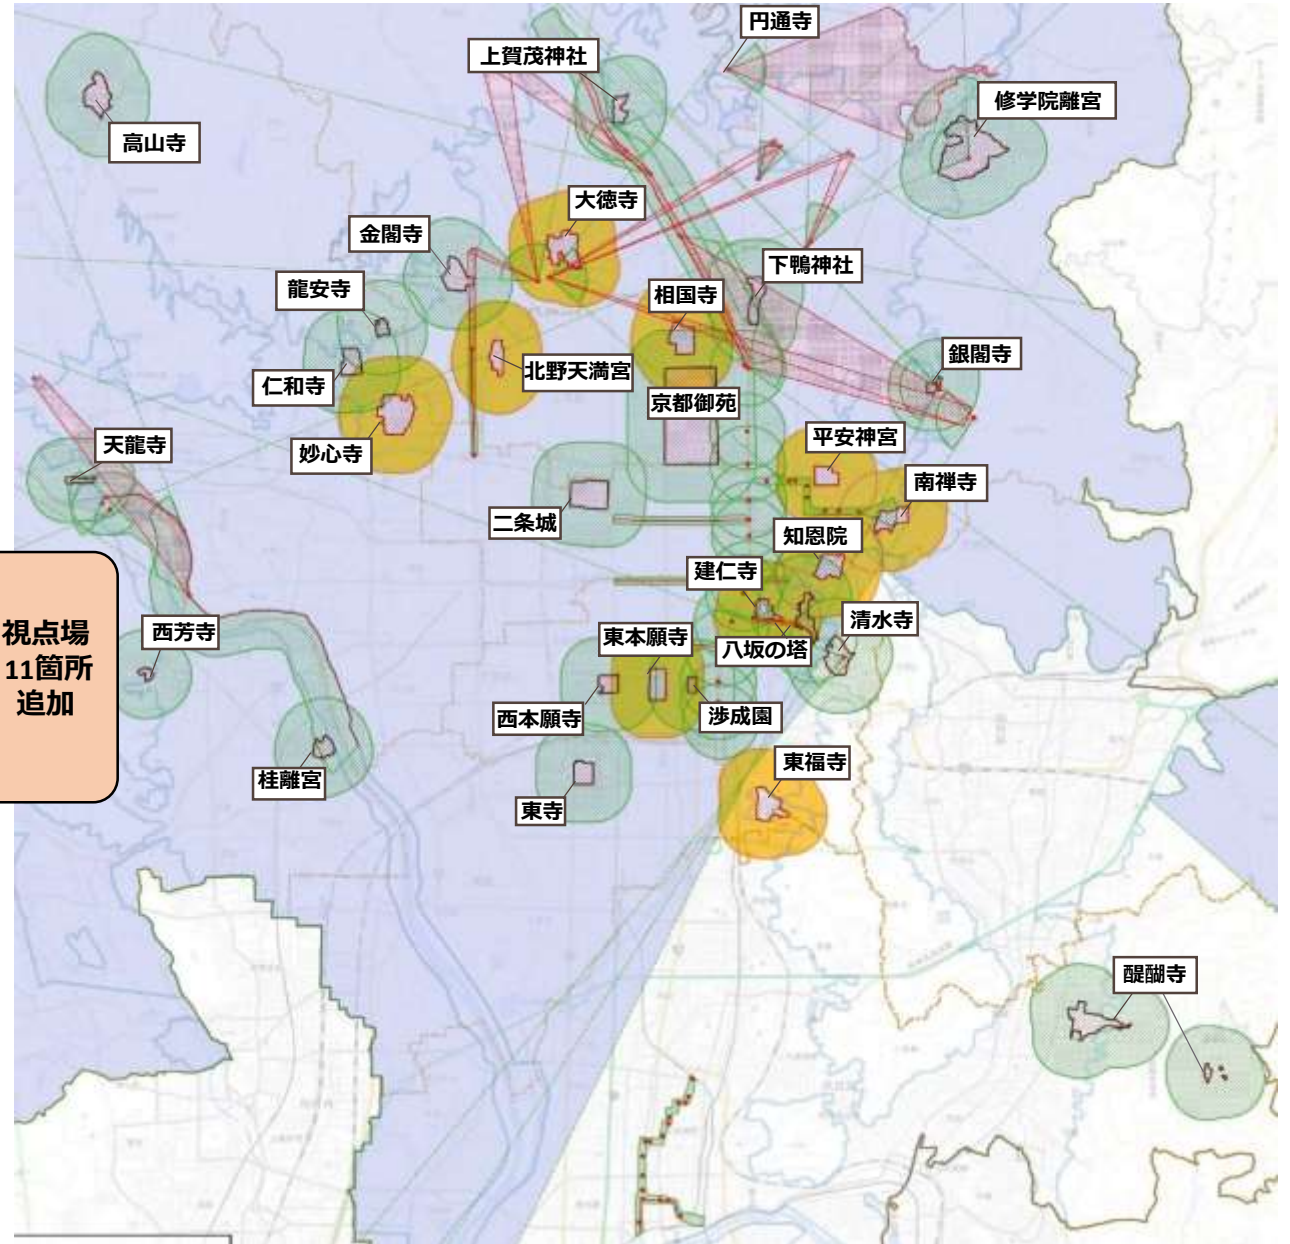 円通寺
上賀茂神社
修学院離宮
高山寺
大徳寺
金閣寺
下鴨神社
龍安寺
相国寺
銀閣寺
北野天満宮
仁和寺
京都御苑
平安神宮
天龍寺
妙心寺
南禅寺
二条城
知恩院
建仁寺
清水寺
視点場
11箇所
追加
西芳寺
東本願寺
八坂の塔
西本願寺
渉成園
東福寺
桂離宮
東寺
醍醐寺